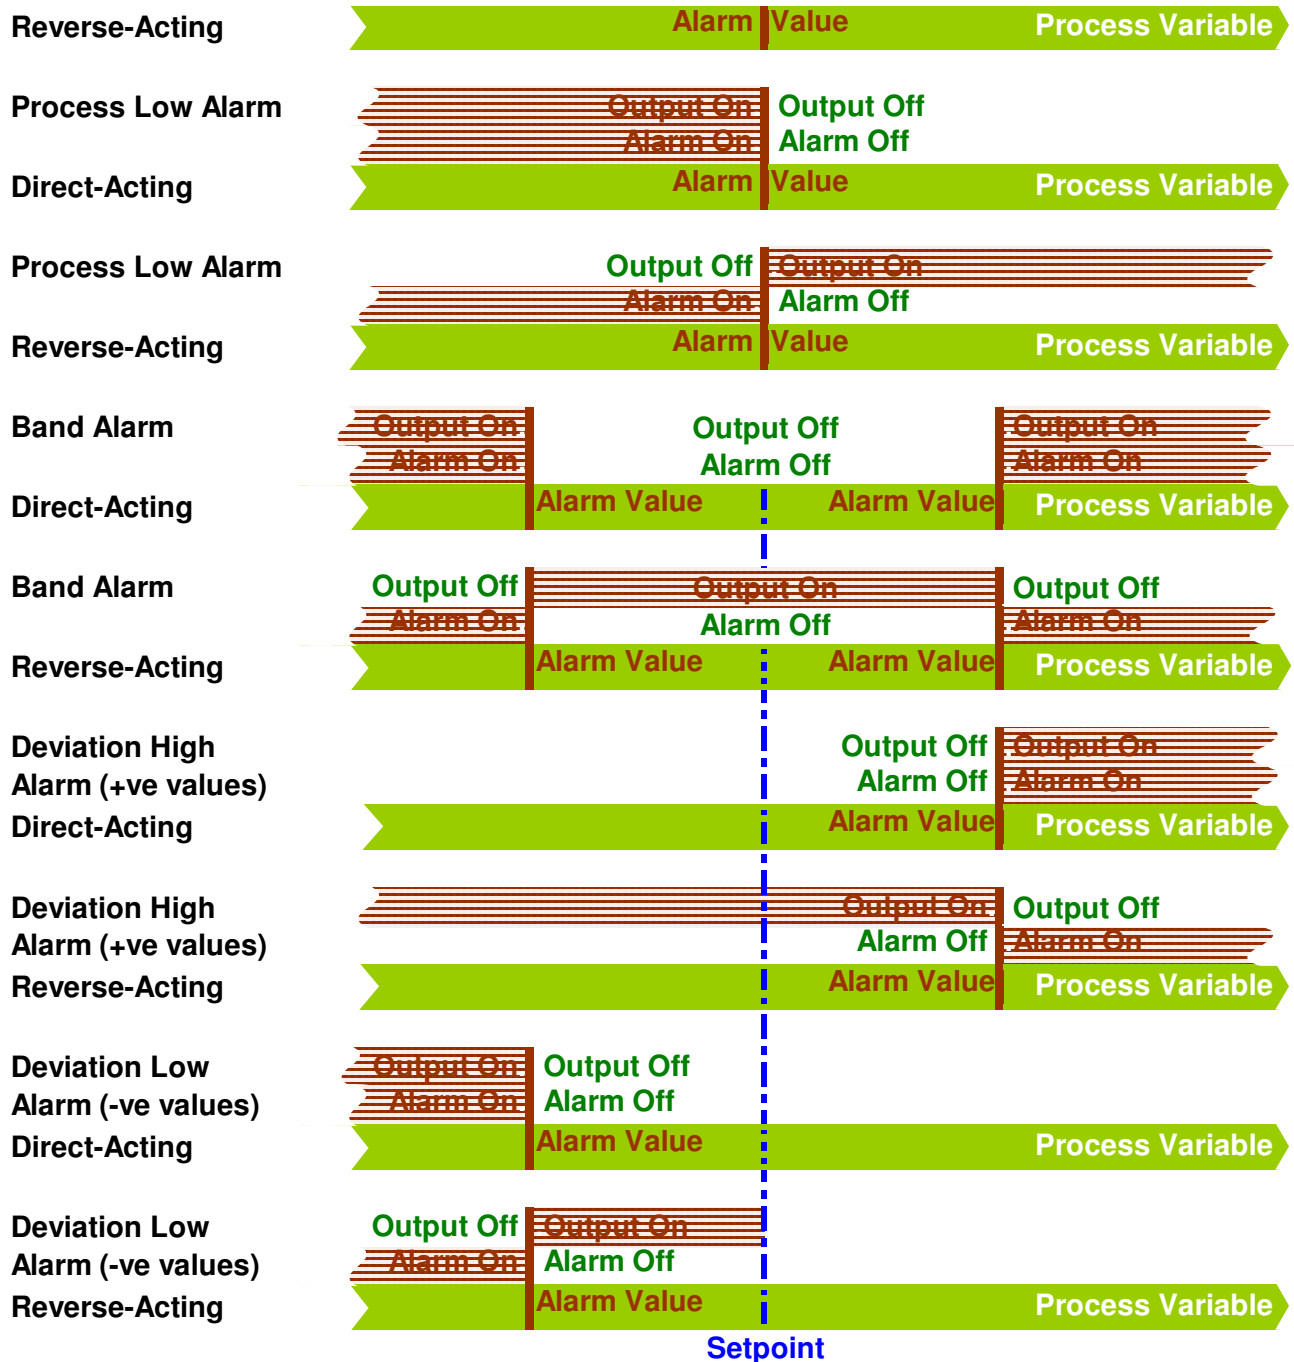 Reverse-Acting Alarm Value Process Variable
Process Low Alarm Output On Output Off
Alarm On Alarm Off
Direct-Acting Alarm Value Process Variable
Process Low Alarm Output Off Output On
Alarm On Alarm Off
Reverse-Acting Alarm Value Process Variable
Band Alarm Output On Output Off Output On
Alarm On Alarm Off Alarm On
Direct-Acting Alarm Value Alarm Value Process Variable
Band Alarm Output Off Output On Output Off
Alarm On Alarm Off Alarm On
Reverse-Acting Alarm Value Alarm Value Process Variable
Deviation High Output Off Output On
Alarm (+ve values) Alarm Off Alarm On
Direct-Acting Alarm Value Process Variable
Deviation High Output On Output Off
Alarm (+ve values) Alarm Off Alarm On
Reverse-Acting Alarm Value Process Variable
Deviation Low Output On Output Off
Alarm (-ve values) Alarm On Alarm Off
Direct-Acting Alarm Value Process Variable
Deviation Low Output Off Output On
Alarm (-ve values) Alarm On Alarm Off
Reverse-Acting Alarm Value Process Variable
Setpoint